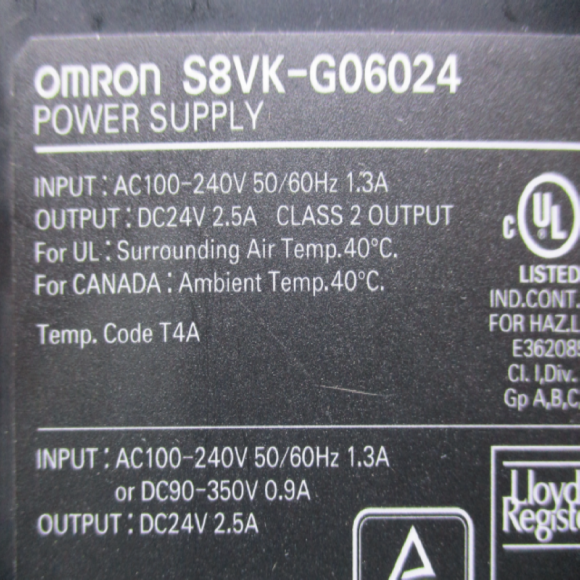 OMRON S8VK-G06024
POWER SUPPLY
INPUT : AC100-240V 50/60Hz 1.3A
OUTPUT : DC24V 2.5A CLASS 2 OUTPUT
For UL : Surrounding Air Temp.40°C.
For CANADA : Ambient Temp.40°C.
Temp. Code T4A
c UL ®
LISTED
IND.CONT.
FOR HAZ.L
E362085
Cl. I,Div.
Gp A,B,C,
INPUT : AC100-240V 50/60Hz 1.3A
or DC90-350V 0.9A
OUTPUT : DC24V 2.5A
Lloyd
Registe